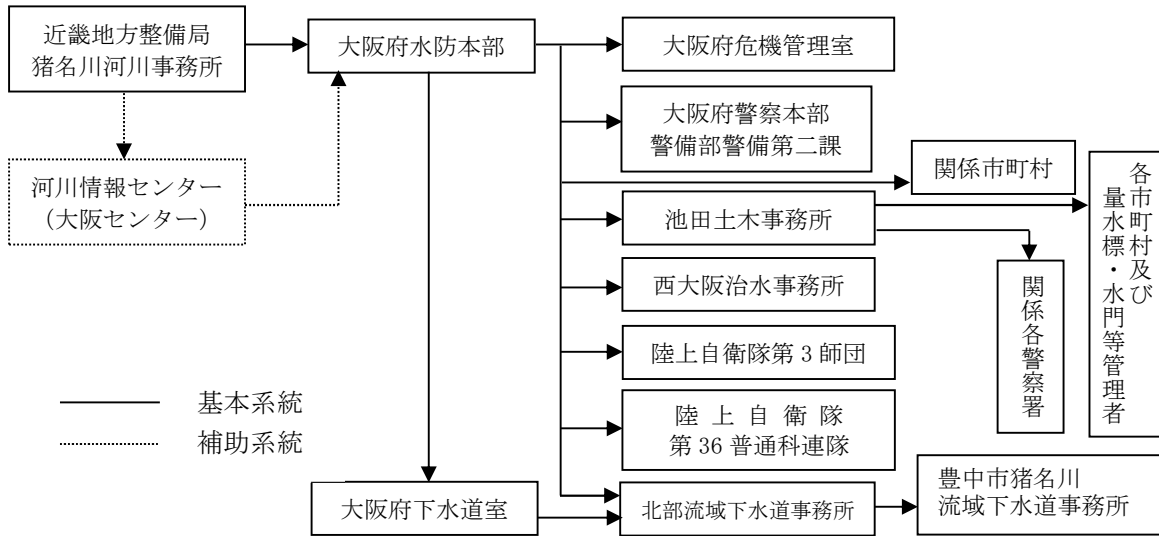 近畿地方整備局
猪名川河川事務所
大阪府水防本部
大阪府危機管理室
大阪府警察本部
警備部警備第二課
関係市町村
各市町村及び
量水標・水門等管理者
河川情報センター
（大阪センター）
池田土木事務所
西大阪治水事務所
関係各警察署
陸上自衛隊第 3 師団
基本系統
補助系統
陸上自衛隊
第 36 普通科連隊
大阪府下水道室
北部流域下水道事務所
豊中市猪名川
流域下水道事務所